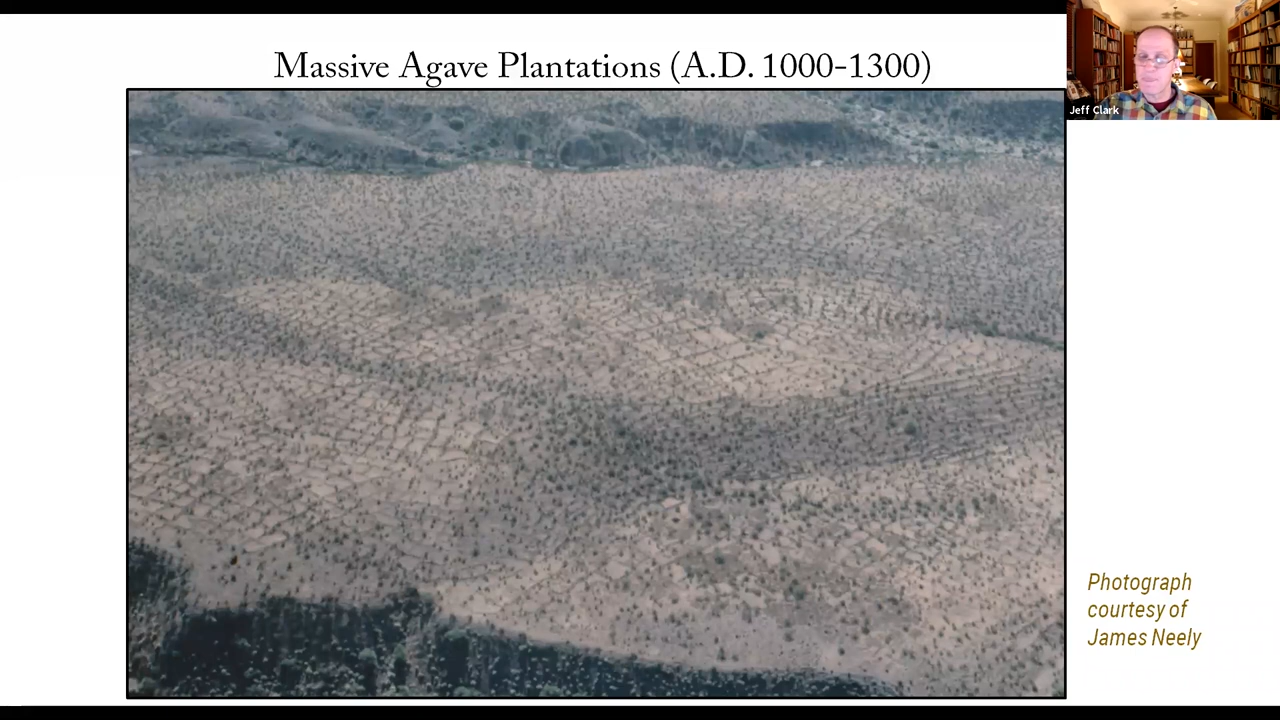 Massive Agave Plantations (A.D. 1000-1300)
Jeff Clark
Photograph
courtesy of
James Neely